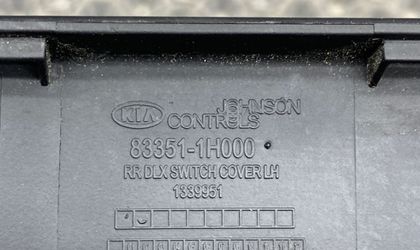 KIA JOHNSON
CONTROLS
83351-1H000
RR DLX SWITCH COVER LH
1339951